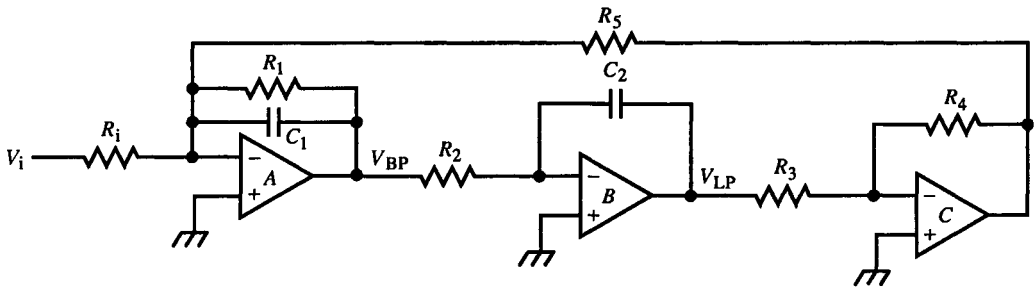 R5
R1
C2
R4
Ri
C1
Vi
−
A
+
VBP
R2
−
B
+
VLP
R3
−
C
+